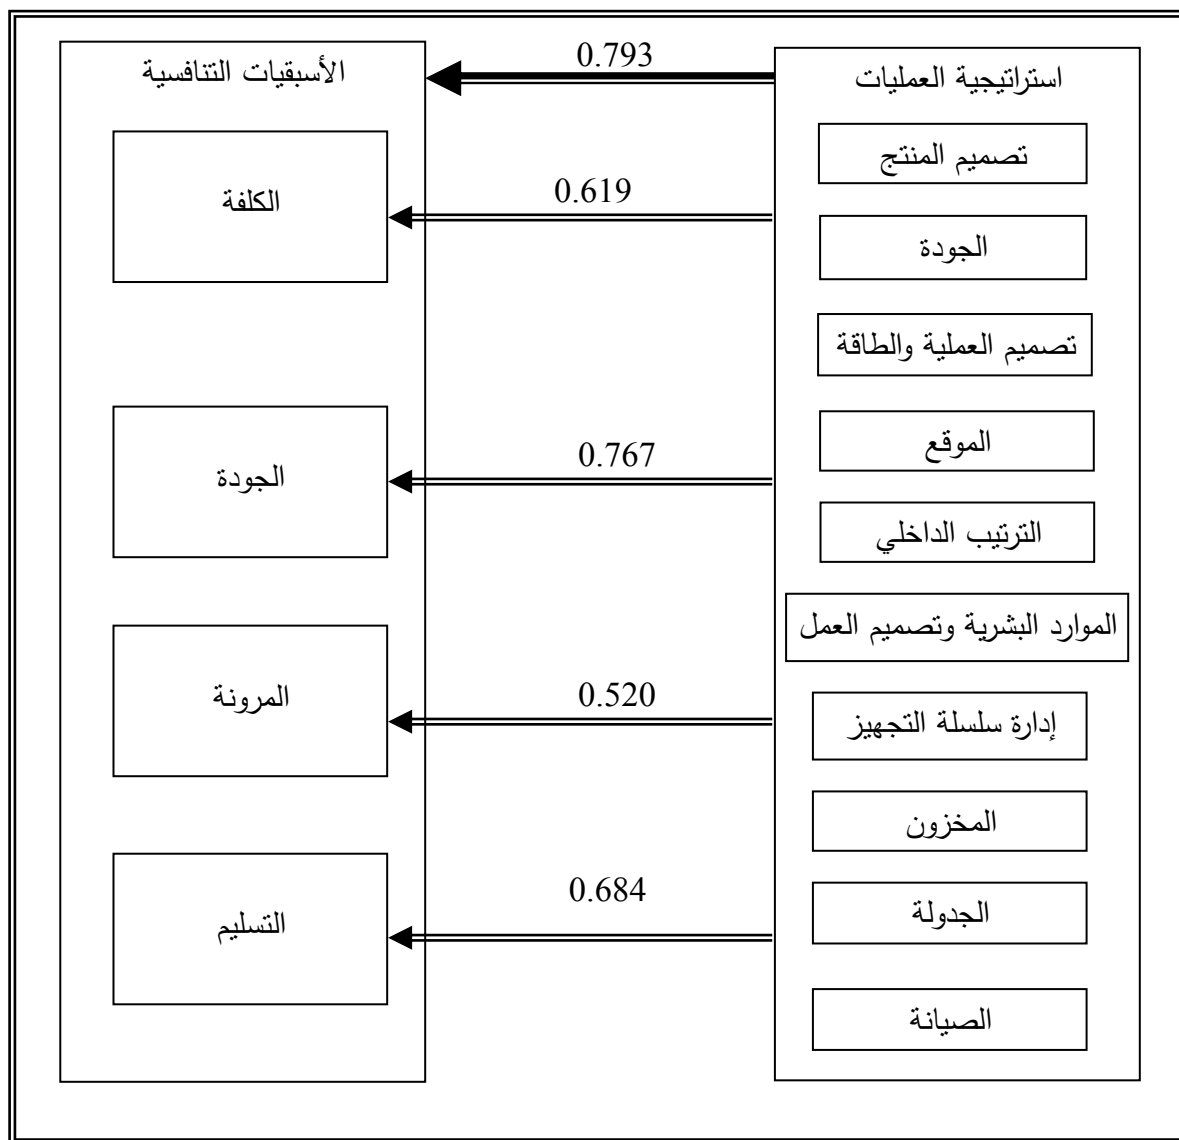 استراتيجية العمليات
تصميم المنتج
الجودة
تصميم العملية والطاقة
الموقع
الترتيب الداخلي
الموارد البشرية وتصميم العمل
إدارة سلسلة التجهيز
المخزون
الجدولة
الصيانة
0.793
0.619
0.767
0.520
0.684
الأسبقيات التنافسية
الكلفة
الجودة
المرونة
التسليم